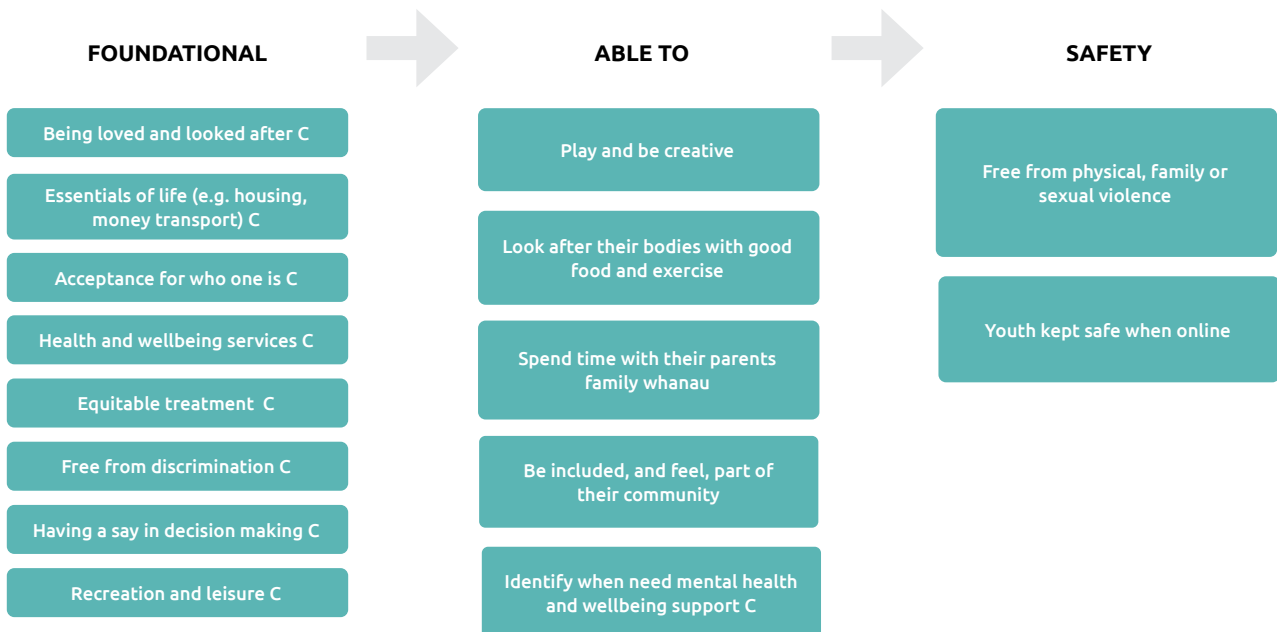 FOUNDATIONAL
Being loved and looked after C
Essentials of life (e.g. housing,
money transport) C
Acceptance for who one is C
Health and wellbeing services C
Equitable treatment  C
Free from discrimination C
Having a say in decision making C
Recreation and leisure C
ABLE TO
Play and be creative
Look after their bodies with good
food and exercise
Spend time with their parents
family whanau
Be included, and feel, part of
their community
Identify when need mental health
and wellbeing support C
SAFETY
Free from physical, family or
sexual violence
Youth kept safe when online